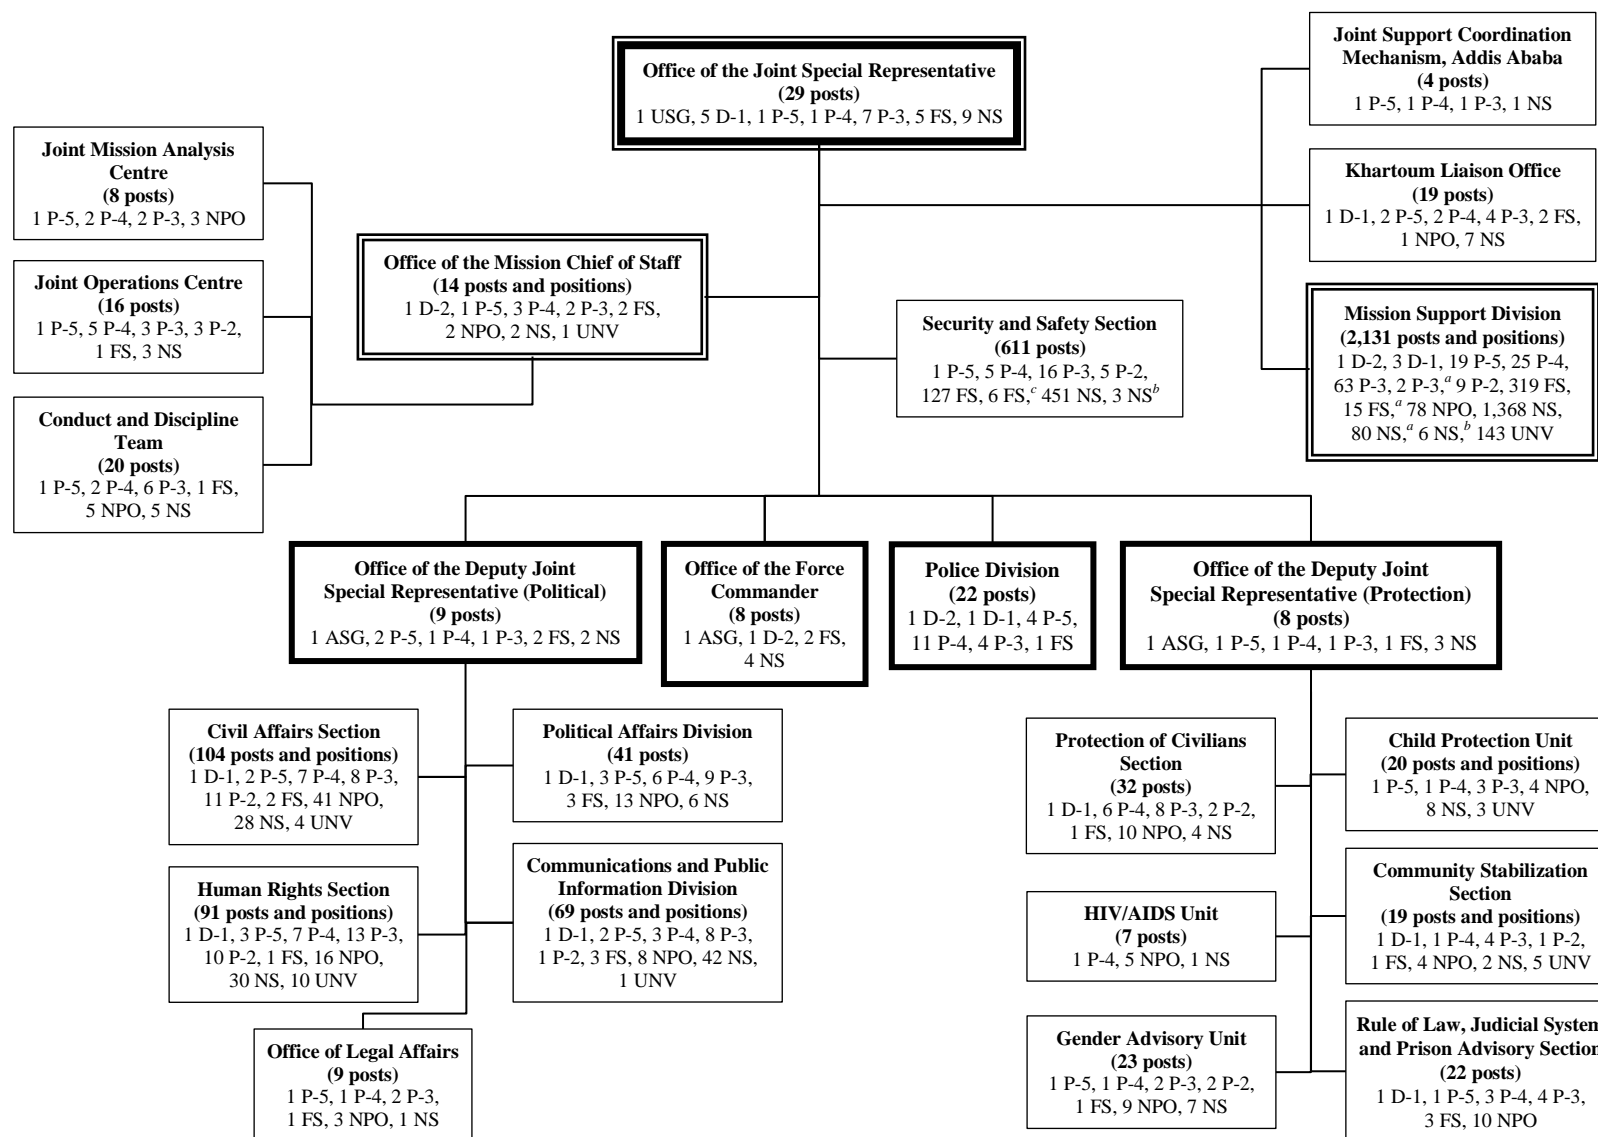 Office of the Joint Special Representative
(29 posts)
1 USG, 5 D-1, 1 P-5, 1 P-4, 7 P-3, 5 FS, 9 NS
Joint Support Coordination
Mechanism, Addis Ababa
(4 posts)
1 P-5, 1 P-4, 1 P-3, 1 NS
Joint Mission Analysis
Centre
(8 posts)
1 P-5, 2 P-4, 2 P-3, 3 NPO
Khartoum Liaison Office
(19 posts)
1 D-1, 2 P-5, 2 P-4, 4 P-3, 2 FS,
1 NPO, 7 NS
Office of the Mission Chief of Staff
(14 posts and positions)
1 D-2, 1 P-5, 3 P-4, 2 P-3, 2 FS,
2 NPO, 2 NS, 1 UNV
Joint Operations Centre
(16 posts)
1 P-5, 5 P-4, 3 P-3, 3 P-2,
1 FS, 3 NS
Security and Safety Section
(611 posts)
1 P-5, 5 P-4, 16 P-3, 5 P-2,
127 FS, 6 FS,c 451 NS, 3 NSb
Mission Support Division
(2,131 posts and positions)
1 D-2, 3 D-1, 19 P-5, 25 P-4,
63 P-3, 2 P-3,a 9 P-2, 319 FS,
15 FS,a 78 NPO, 1,368 NS,
80 NS,a 6 NS,b 143 UNV
Conduct and Discipline
Team
(20 posts)
1 P-5, 2 P-4, 6 P-3, 1 FS,
5 NPO, 5 NS
Office of the Deputy Joint
Special Representative (Political)
(9 posts)
1 ASG, 2 P-5, 1 P-4, 1 P-3, 2 FS, 2 NS
Office of the Force
Commander
(8 posts)
1 ASG, 1 D-2, 2 FS,
4 NS
Police Division
(22 posts)
1 D-2, 1 D-1, 4 P-5,
11 P-4, 4 P-3, 1 FS
Office of the Deputy Joint
Special Representative (Protection)
(8 posts)
1 ASG, 1 P-5, 1 P-4, 1 P-3, 1 FS, 3 NS
Civil Affairs Section
(104 posts and positions)
1 D-1, 2 P-5, 7 P-4, 8 P-3,
11 P-2, 2 FS, 41 NPO,
28 NS, 4 UNV
Political Affairs Division
(41 posts)
1 D-1, 3 P-5, 6 P-4, 9 P-3,
3 FS, 13 NPO, 6 NS
Protection of Civilians
Section
(32 posts)
1 D-1, 6 P-4, 8 P-3, 2 P-2,
1 FS, 10 NPO, 4 NS
Child Protection Unit
(20 posts and positions)
1 P-5, 1 P-4, 3 P-3, 4 NPO,
8 NS, 3 UNV
Human Rights Section
(91 posts and positions)
1 D-1, 3 P-5, 7 P-4, 13 P-3,
10 P-2, 1 FS, 16 NPO,
30 NS, 10 UNV
Communications and Public
Information Division
(69 posts and positions)
1 D-1, 2 P-5, 3 P-4, 8 P-3,
1 P-2, 3 FS, 8 NPO, 42 NS,
1 UNV
HIV/AIDS Unit
(7 posts)
1 P-4, 5 NPO, 1 NS
Community Stabilization
Section
(19 posts and positions)
1 D-1, 1 P-4, 4 P-3, 1 P-2,
1 FS, 4 NPO, 2 NS, 5 UNV
Office of Legal Affairs
(9 posts)
1 P-5, 1 P-4, 2 P-3,
1 FS, 3 NPO, 1 NS
Gender Advisory Unit
(23 posts)
1 P-5, 1 P-4, 2 P-3, 2 P-2,
1 FS, 9 NPO, 7 NS
Rule of Law, Judicial System
and Prison Advisory Section
(22 posts)
1 D-1, 1 P-5, 3 P-4, 4 P-3,
3 FS, 10 NPO